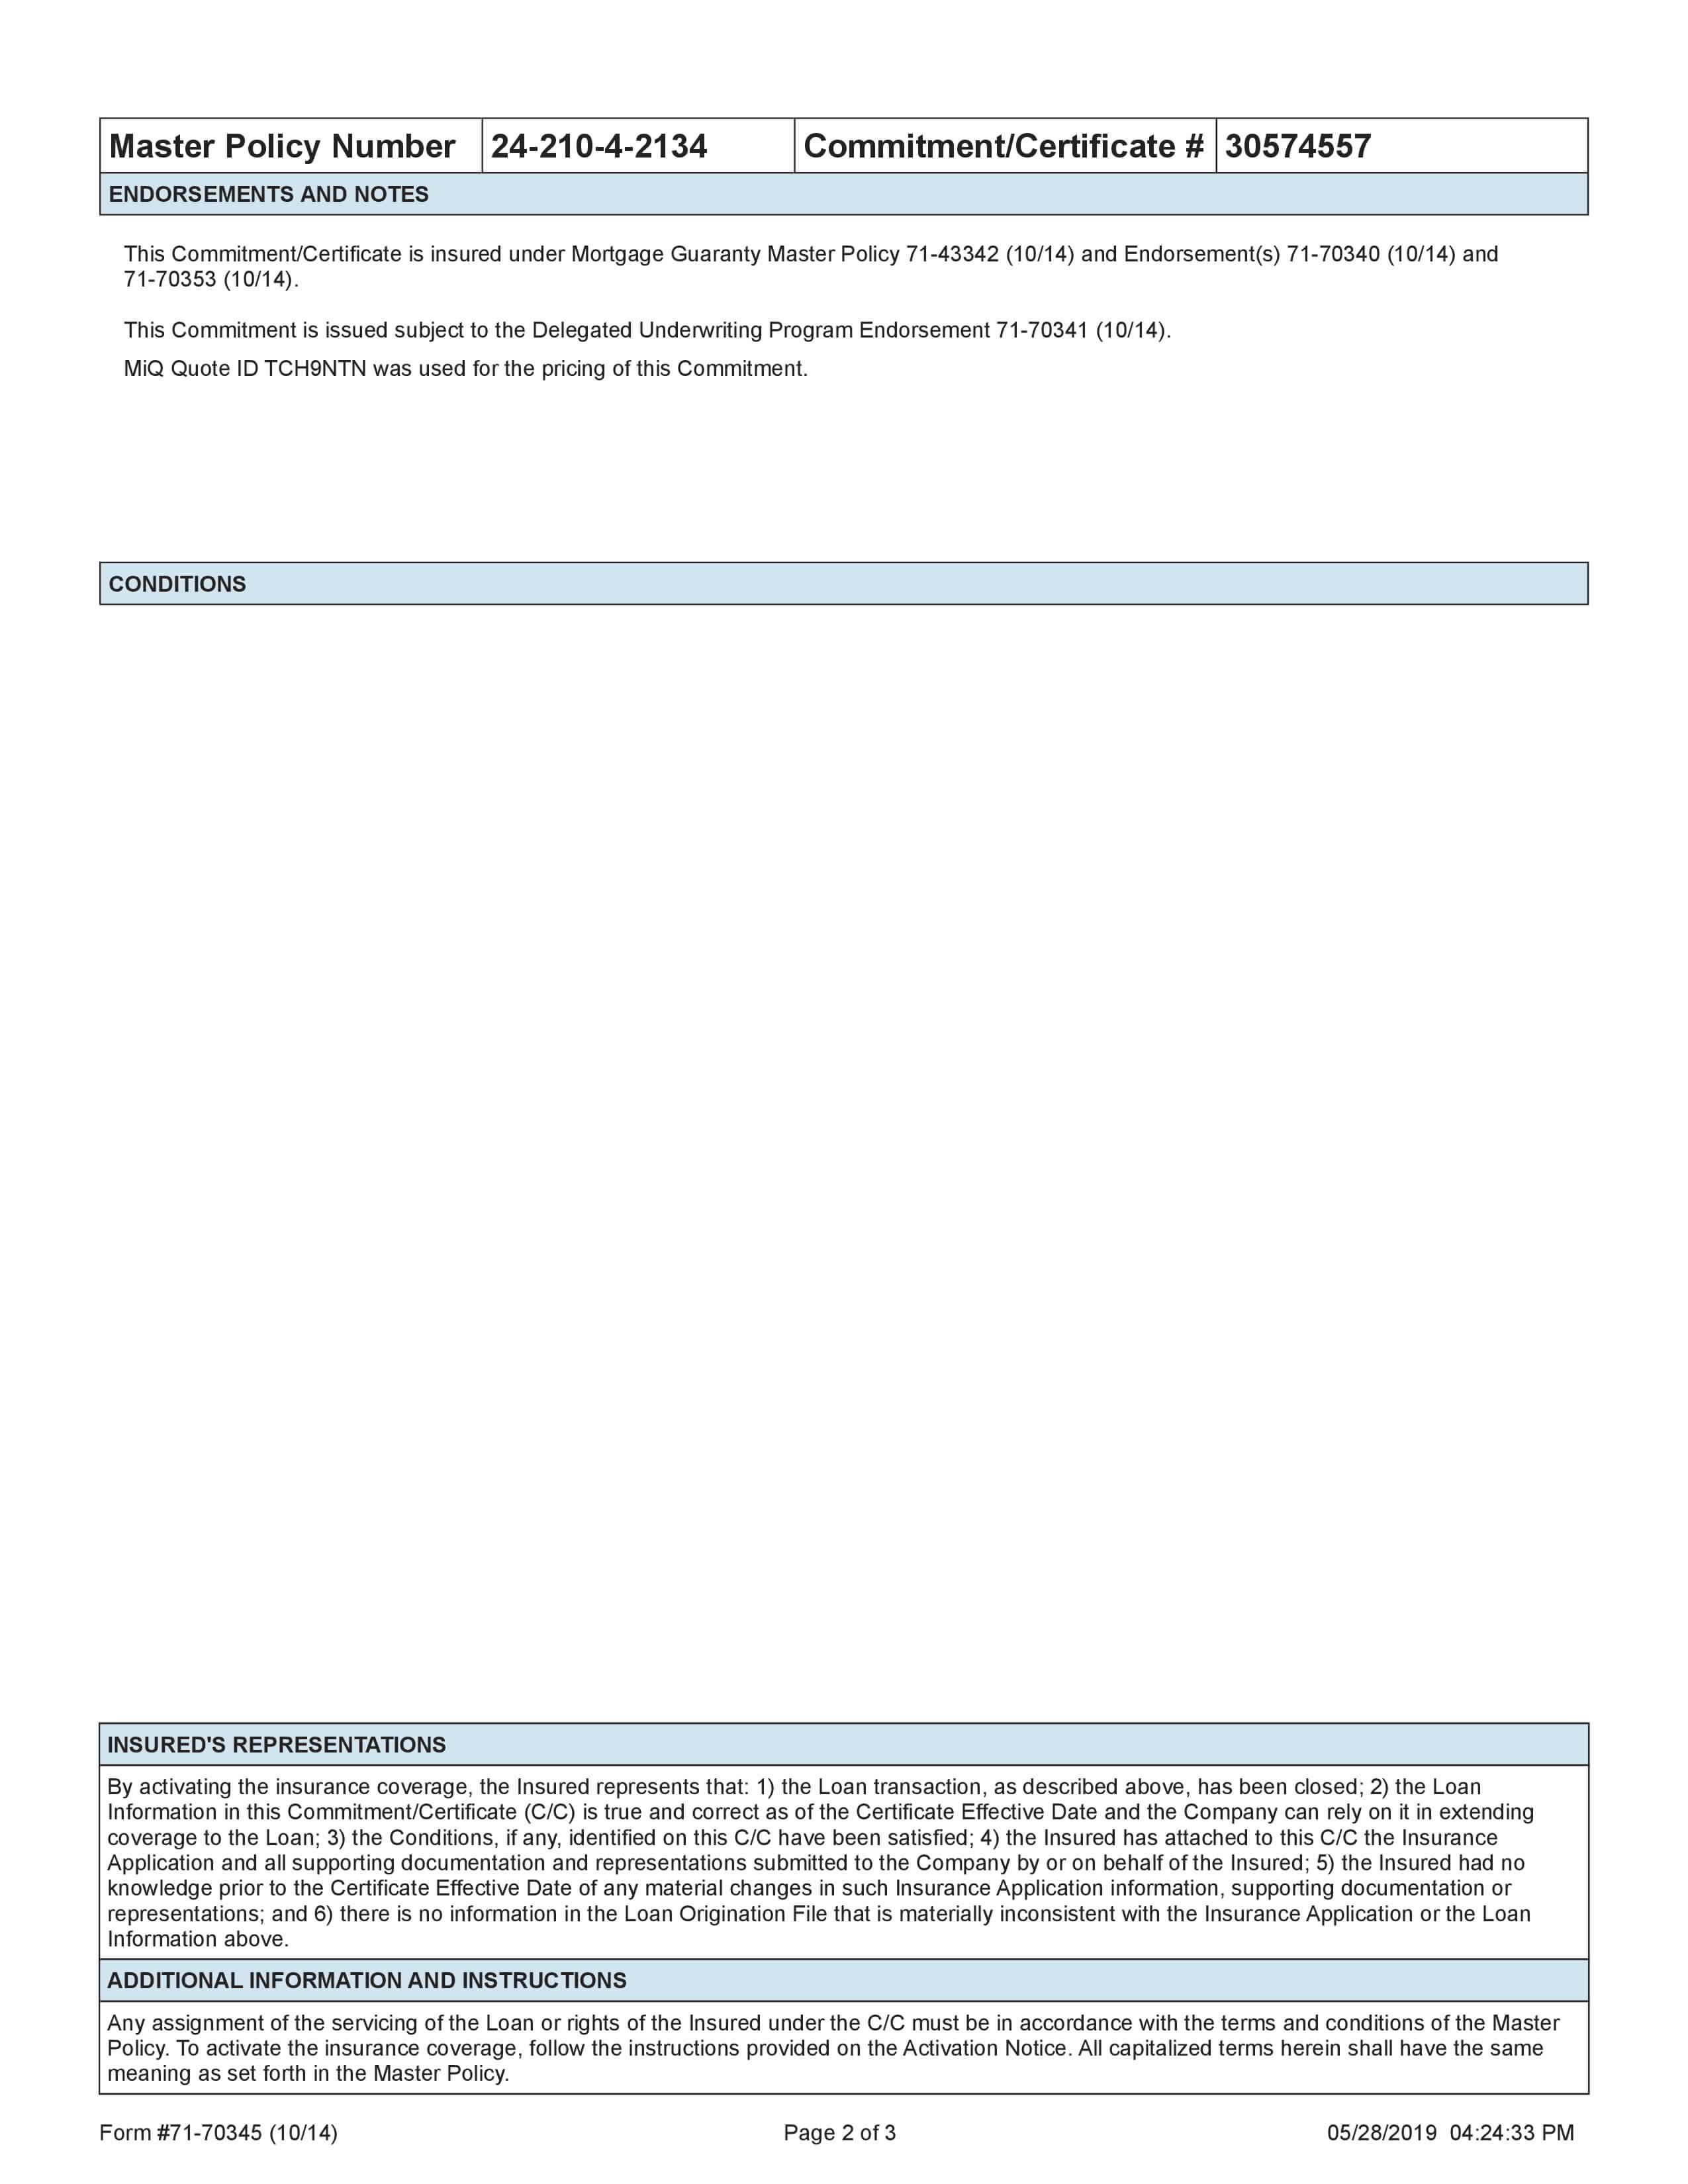 Master Policy Number 24-210-4-2134 Commitment/Certificate # 30574557
ENDORSEMENTS AND NOTES
This Commitment/Certificate is insured under Mortgage Guaranty Master Policy 71-43342 (10/14) and Endorsement(s) 71-70340 (10/14) and
71-70353 (10/14).
This Commitment is issued subject to the Delegated Underwriting Program Endorsement 71-70341 (10/14).
MiQ Quote ID TCH9NTN was used for the pricing of this Commitment.
CONDITIONS
INSURED'S REPRESENTATIONS
By activating the insurance coverage, the Insured represents that: 1) the Loan transaction, as described above, has been closed; 2) the Loan
Information in this Commitment/Certificate (C/C) is true and correct as of the Certificate Effective Date and the Company can rely on it in extending
coverage to the Loan; 3) the Conditions, if any, identified on this C/C have been satisfied; 4) the Insured has attached to this C/C the Insurance
Application and all supporting documentation and representations submitted to the Company by or on behalf of the Insured; 5) the Insured had no
knowledge prior to the Certificate Effective Date of any material changes in such Insurance Application information, supporting documentation or
representations; and 6) there is no information in the Loan Origination File that is materially inconsistent with the Insurance Application or the Loan
Information above.
ADDITIONAL INFORMATION AND INSTRUCTIONS
Any assignment of the servicing of the Loan or rights of the Insured under the C/C must be in accordance with the terms and conditions of the Master
Policy. To activate the insurance coverage, follow the instructions provided on the Activation Notice. All capitalized terms herein shall have the same
meaning as set forth in the Master Policy.
Form #71-70345 (10/14) Page 2 of 3 05/28/2019 04:24:33 PM